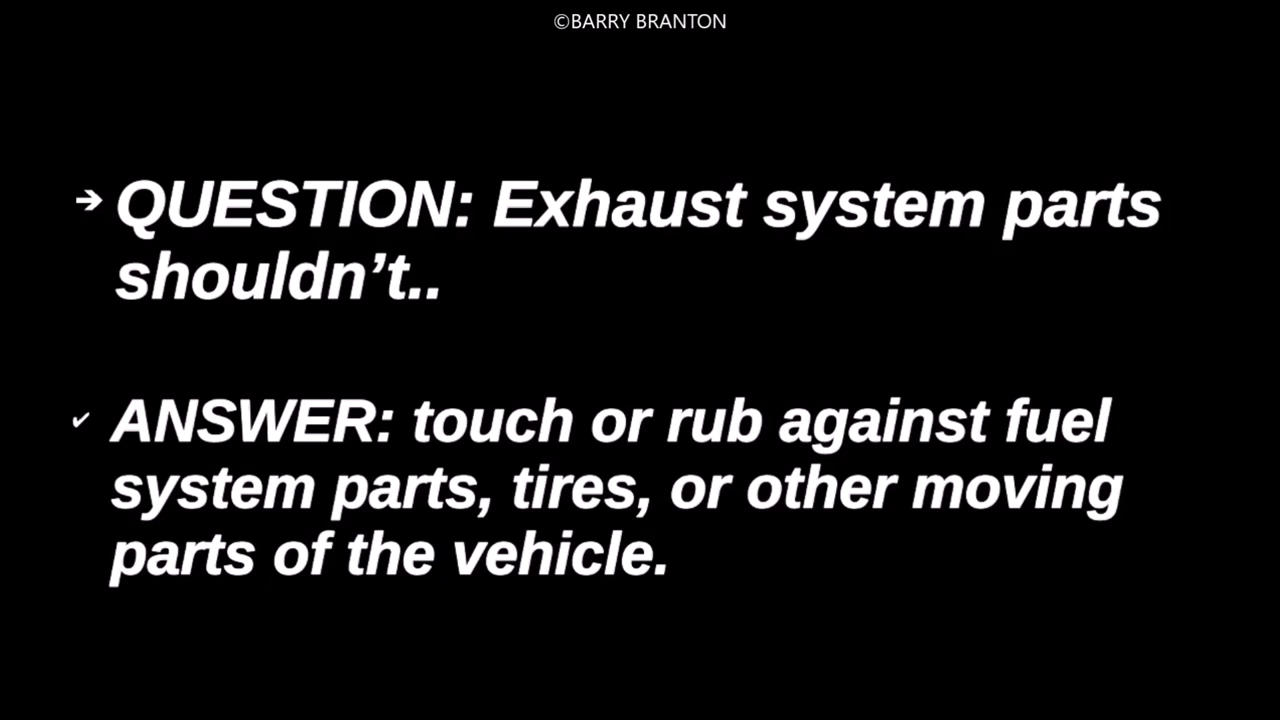 ©BARRY BRANTON
➔ QUESTION: Exhaust system parts
shouldn’t..
✔ ANSWER: touch or rub against fuel
system parts, tires, or other moving
parts of the vehicle.